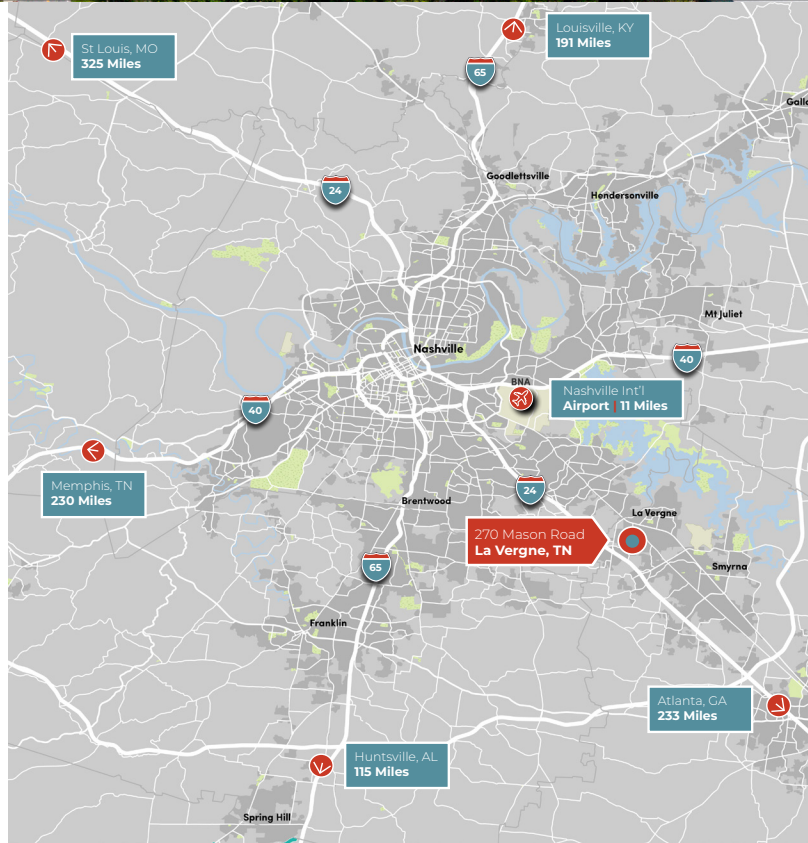 St Louis, MO
325 Miles
Louisville, KY
191 Miles
65
Goodlettsville
24
Hendersonville
Mt Juliet
Nashville
40
BNA
Nashville Int'l
Airport | 11 Miles
40
Memphis, TN
230 Miles
Brentwood
24
La Vergne
270 Mason Road
La Vergne, TN
65
Smyrna
Franklin
Atlanta, GA
233 Miles
Huntsville, AL
115 Miles
Spring Hill